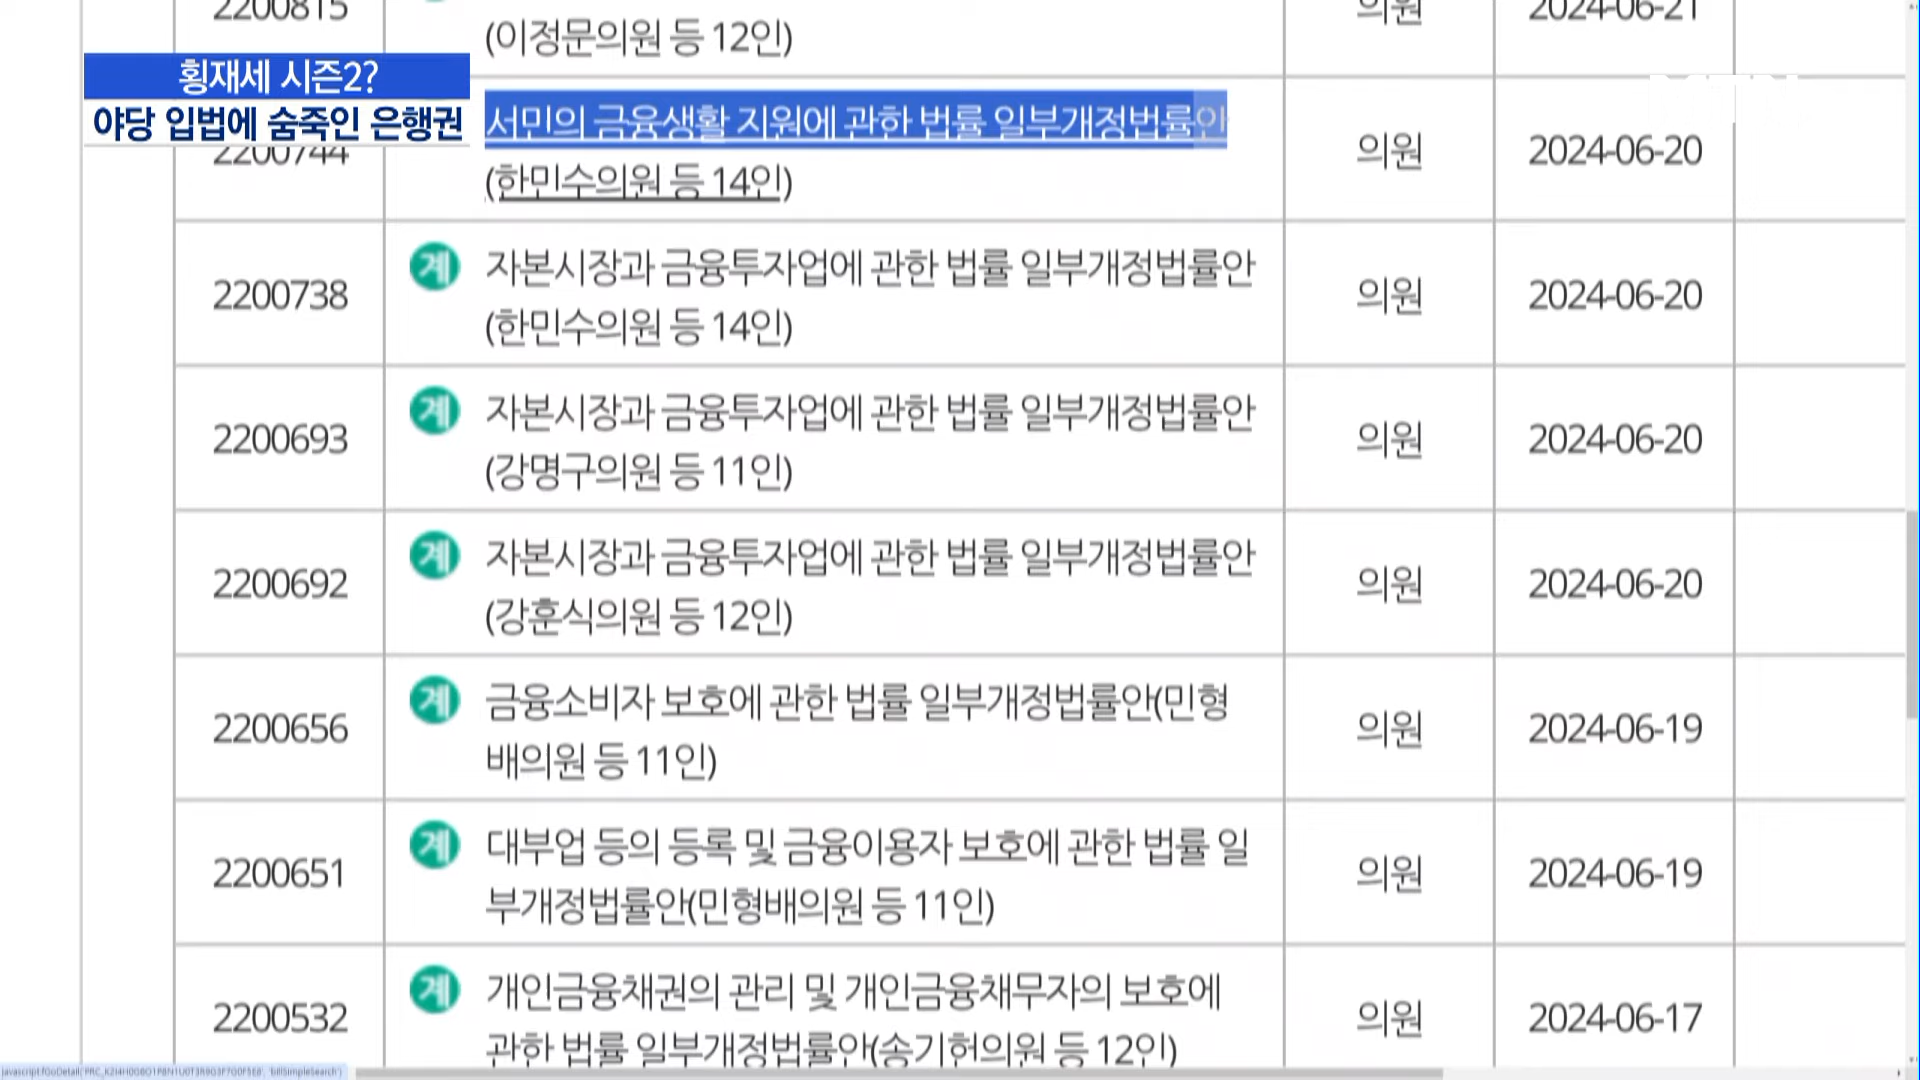 2200815
(이정문의원 등 12인)
의원
2024-06-21
횡재세 시즌2?
야당 입법에 숨죽인 은행권
2200744
서민의 금융생활 지원에 관한 법률 일부개정법률안
(한민수의원 등 14인)
의원
2024-06-20
2200738
계
자본시장과 금융투자업에 관한 법률 일부개정법률안
(한민수의원 등 14인)
의원
2024-06-20
2200693
계
자본시장과 금융투자업에 관한 법률 일부개정법률안
(강명구의원 등 11인)
의원
2024-06-20
2200692
계
자본시장과 금융투자업에 관한 법률 일부개정법률안
(강훈식의원 등 12인)
의원
2024-06-20
2200656
계
금융소비자 보호에 관한 법률 일부개정법률안(민형
배의원 등 11인)
의원
2024-06-19
2200651
계
대부업 등의 등록 및 금융이용자 보호에 관한 법률 일
부개정법률안(민형배의원 등 11인)
의원
2024-06-19
2200532
계
개인금융채권의 관리 및 개인금융채무자의 보호에
관한 법률 일부개정법률안(송기헌의원 등 12인)
의원
2024-06-17